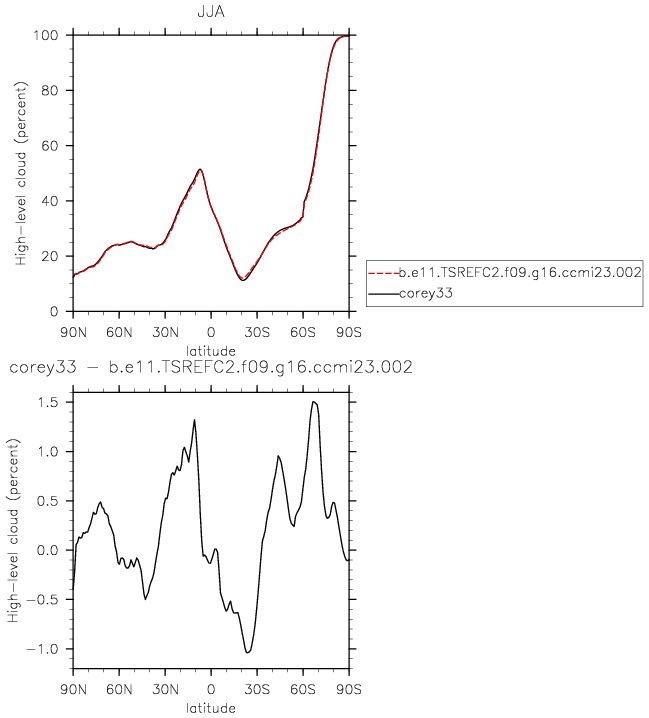 JJA
High-level cloud (percent)
100
80
60
40
20
0
90N 60N 30N 0 30S 60S 90S
latitude
b.e11.TSREFC2.f09.g16.ccmi23.002
corey33
corey33 - b.e11.TSREFC2.f09.g16.ccmi23.002
High-level cloud (percent)
1.5
1.0
0.5
0.0
-0.5
-1.0
90N 60N 30N 0 30S 60S 90S
latitude